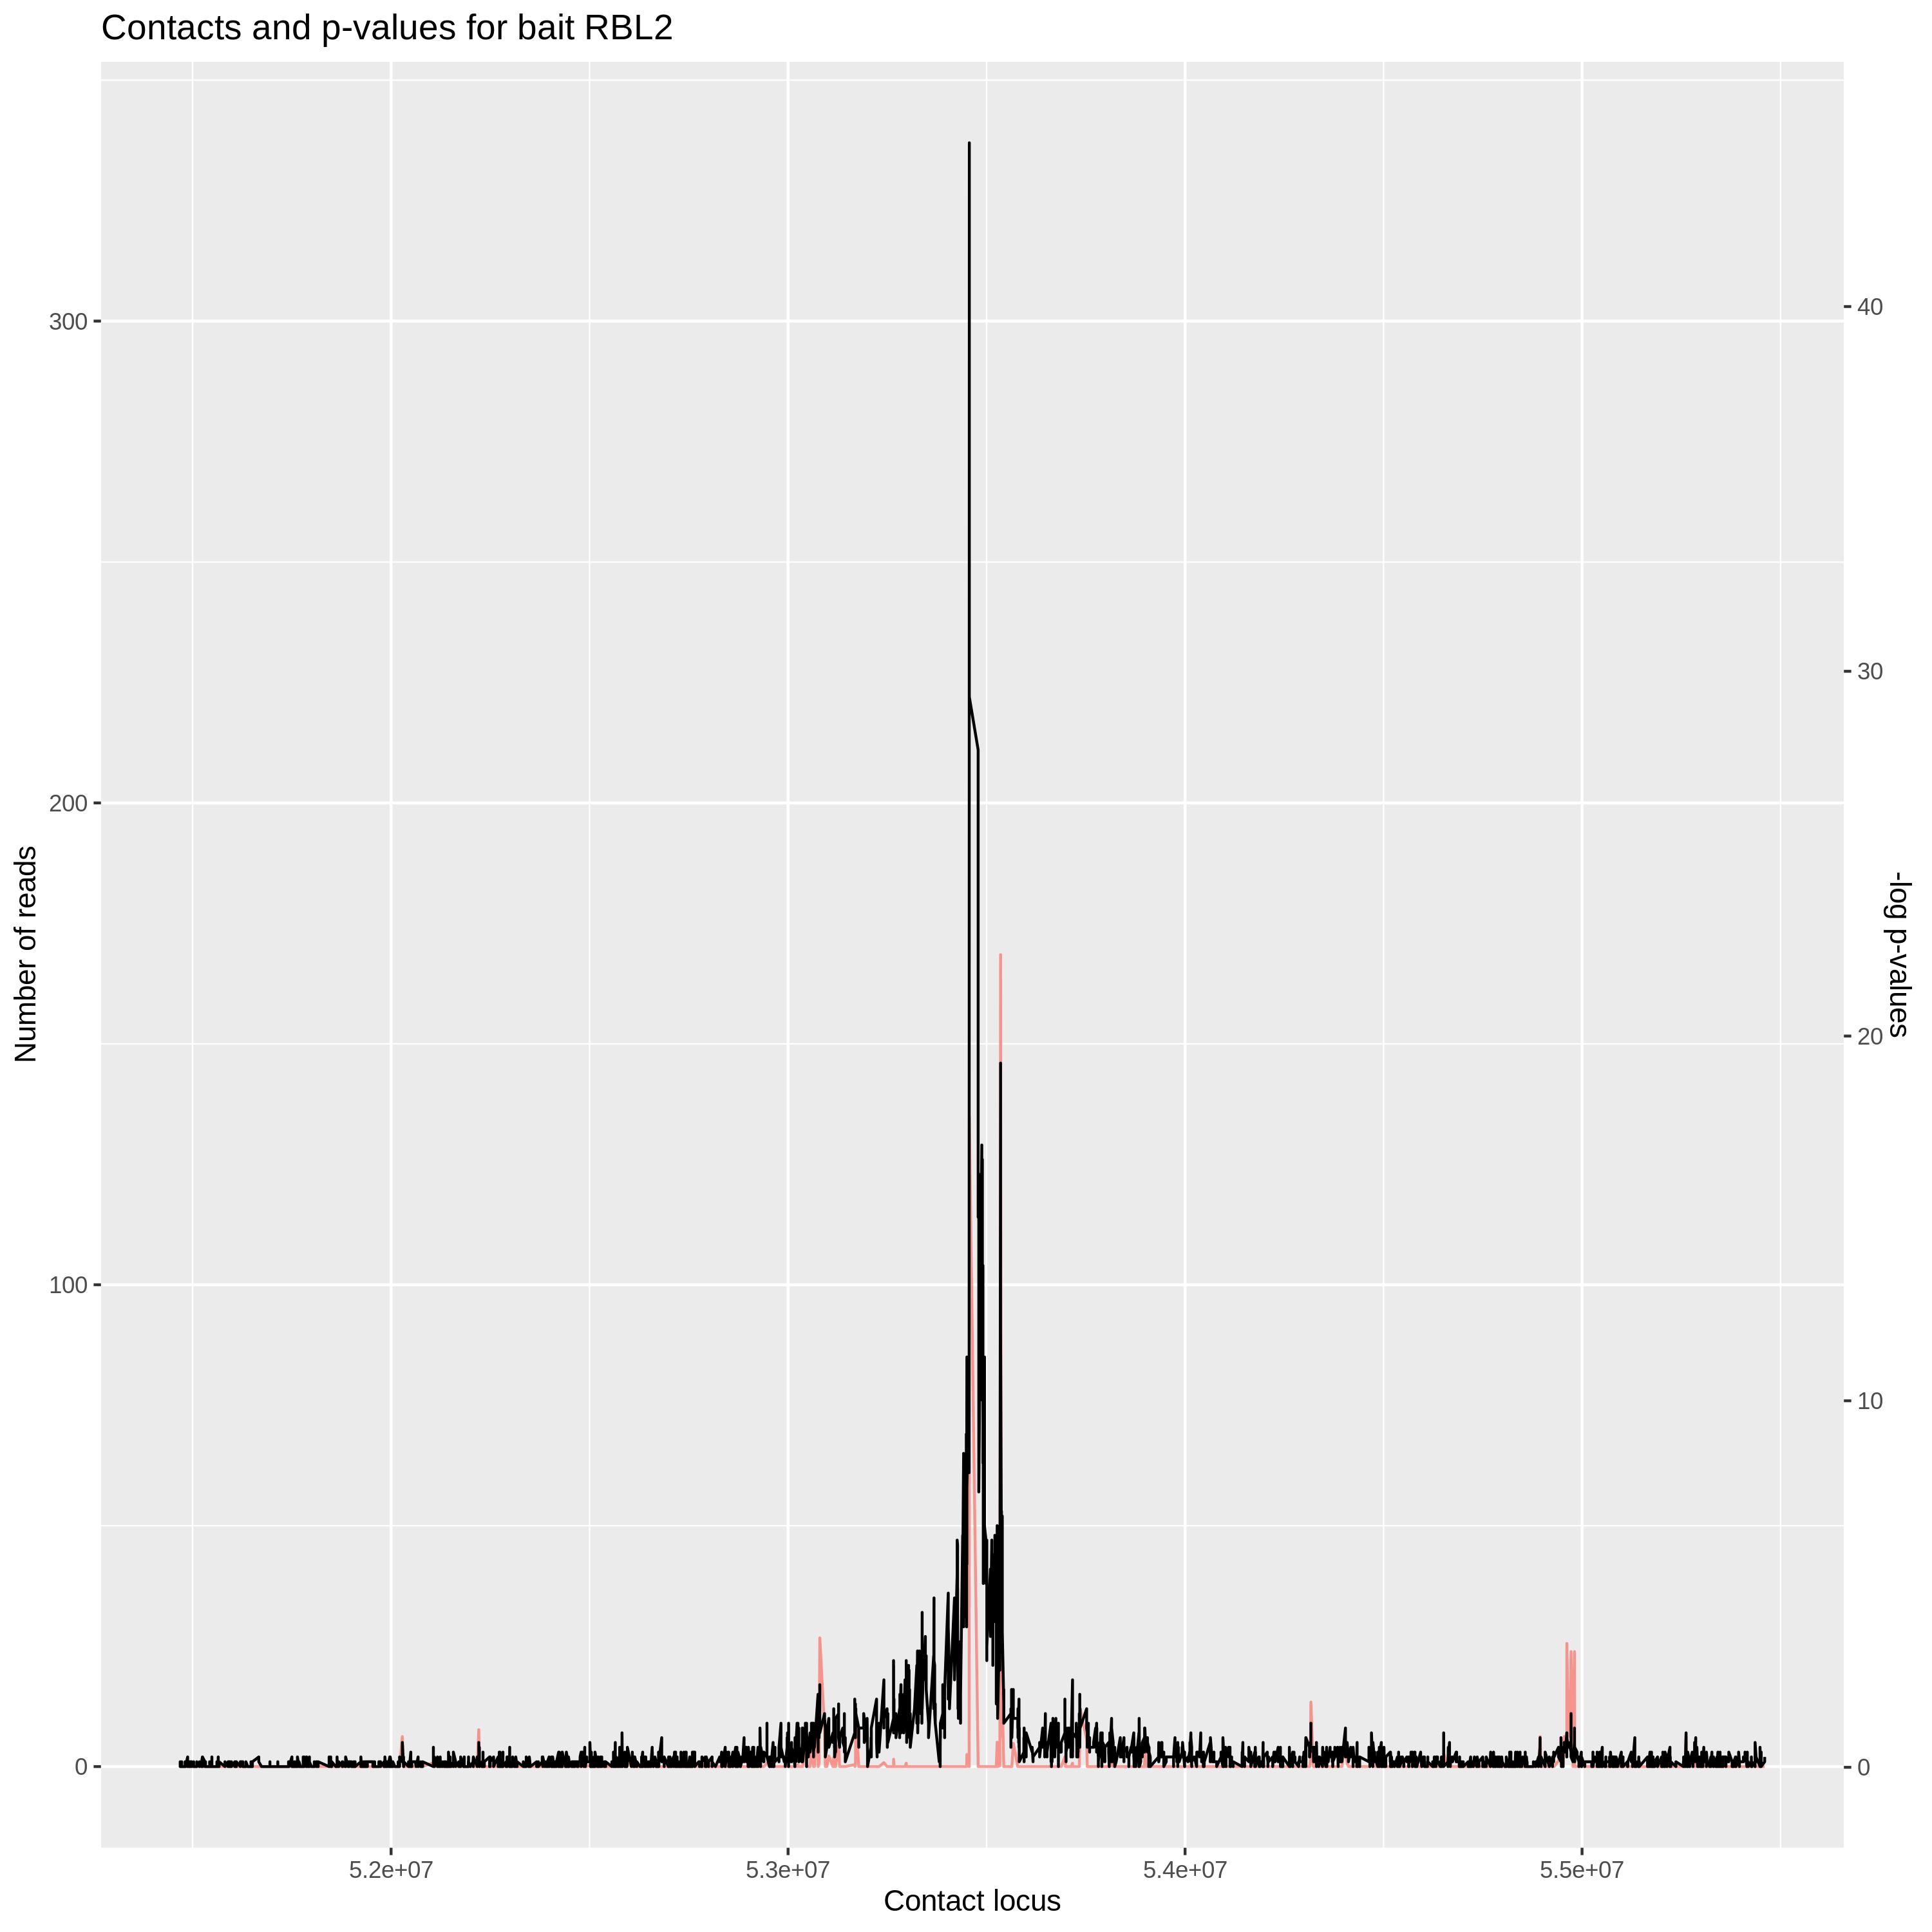 Contacts and p-values for bait RBL2
300
200
100
0
Number of reads
40
30
20
10
0
-log p-values
5.2e+07
5.3e+07
5.4e+07
5.5e+07
Contact locus